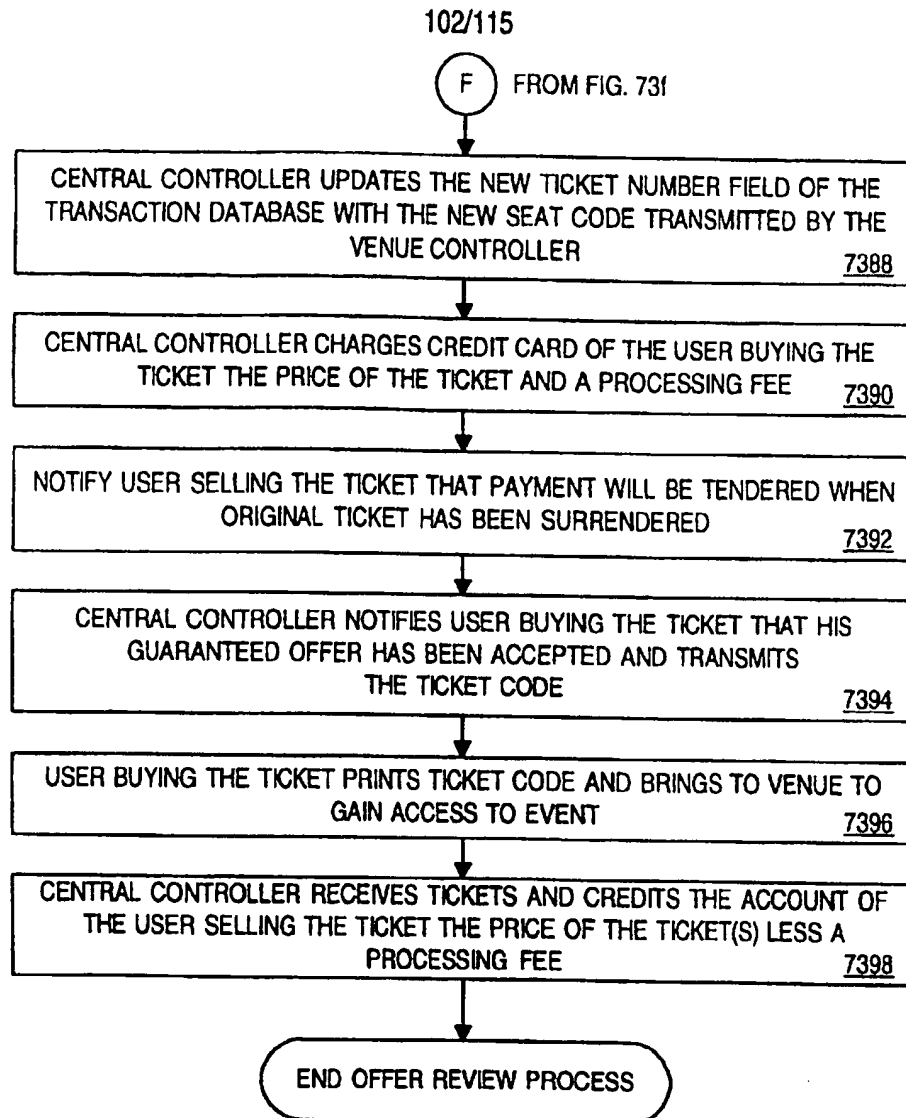 102/115
F FROM FIG. 73f
CENTRAL CONTROLLER UPDATES THE NEW TICKET NUMBER FIELD OF THE
TRANSACTION DATABASE WITH THE NEW SEAT CODE TRANSMITTED BY THE
VENUE CONTROLLER
7388
CENTRAL CONTROLLER CHARGES CREDIT CARD OF THE USER BUYING THE
TICKET THE PRICE OF THE TICKET AND A PROCESSING FEE
7390
NOTIFY USER SELLING THE TICKET THAT PAYMENT WILL BE TENDERED WHEN
ORIGINAL TICKET HAS BEEN SURRENDERED
7392
CENTRAL CONTROLLER NOTIFIES USER BUYING THE TICKET THAT HIS
GUARANTEED OFFER HAS BEEN ACCEPTED AND TRANSMITS
THE TICKET CODE
7394
USER BUYING THE TICKET PRINTS TICKET CODE AND BRINGS TO VENUE TO
GAIN ACCESS TO EVENT
7396
CENTRAL CONTROLLER RECEIVES TICKETS AND CREDITS THE ACCOUNT OF
THE USER SELLING THE TICKET THE PRICE OF THE TICKET(S) LESS A
PROCESSING FEE
7398
END OFFER REVIEW PROCESS